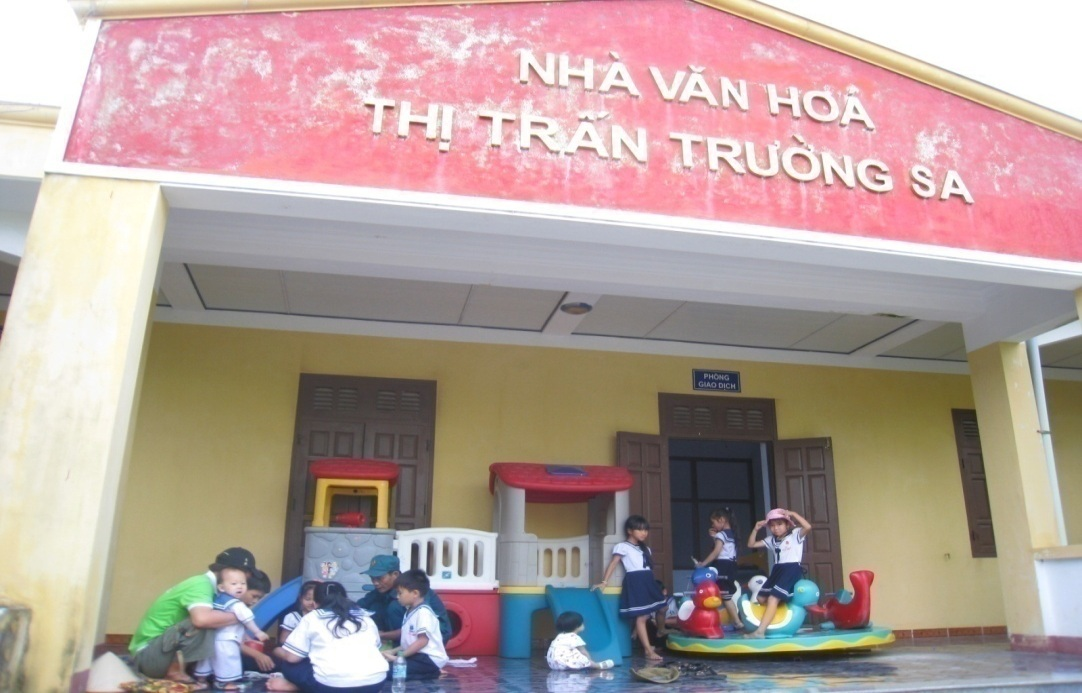 NHÀ VĂN HOÁ
THỊ TRẤN TRƯỜNG SA
PHÒNG
GIAO DỊCH